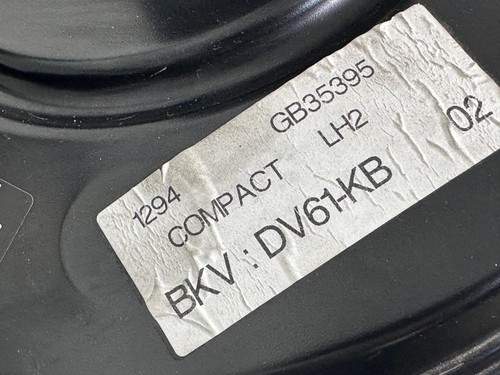 1294 GB35395
COMPACT LH2 02
BKV : DV61-KB